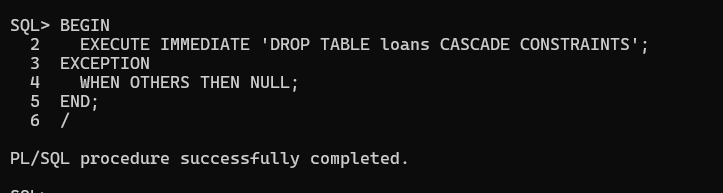 SQL> BEGIN
  2    EXECUTE IMMEDIATE 'DROP TABLE loans CASCADE CONSTRAINTS';
  3  EXCEPTION
  4    WHEN OTHERS THEN NULL;
  5  END;
  6  /
PL/SQL procedure successfully completed.
SQL>